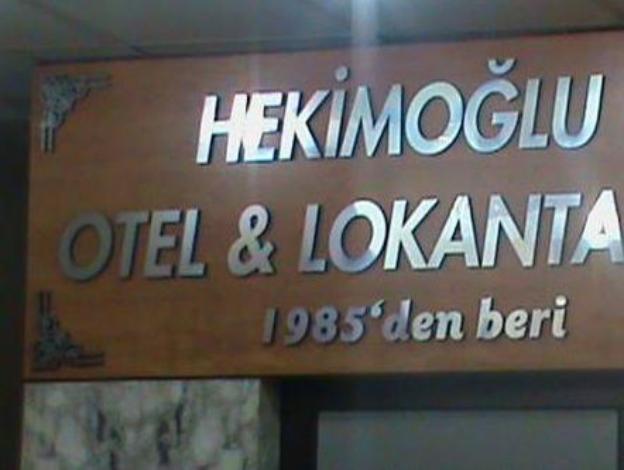 HEKİMOĞLU
OTEL & LOKANTA
1985‘den beri